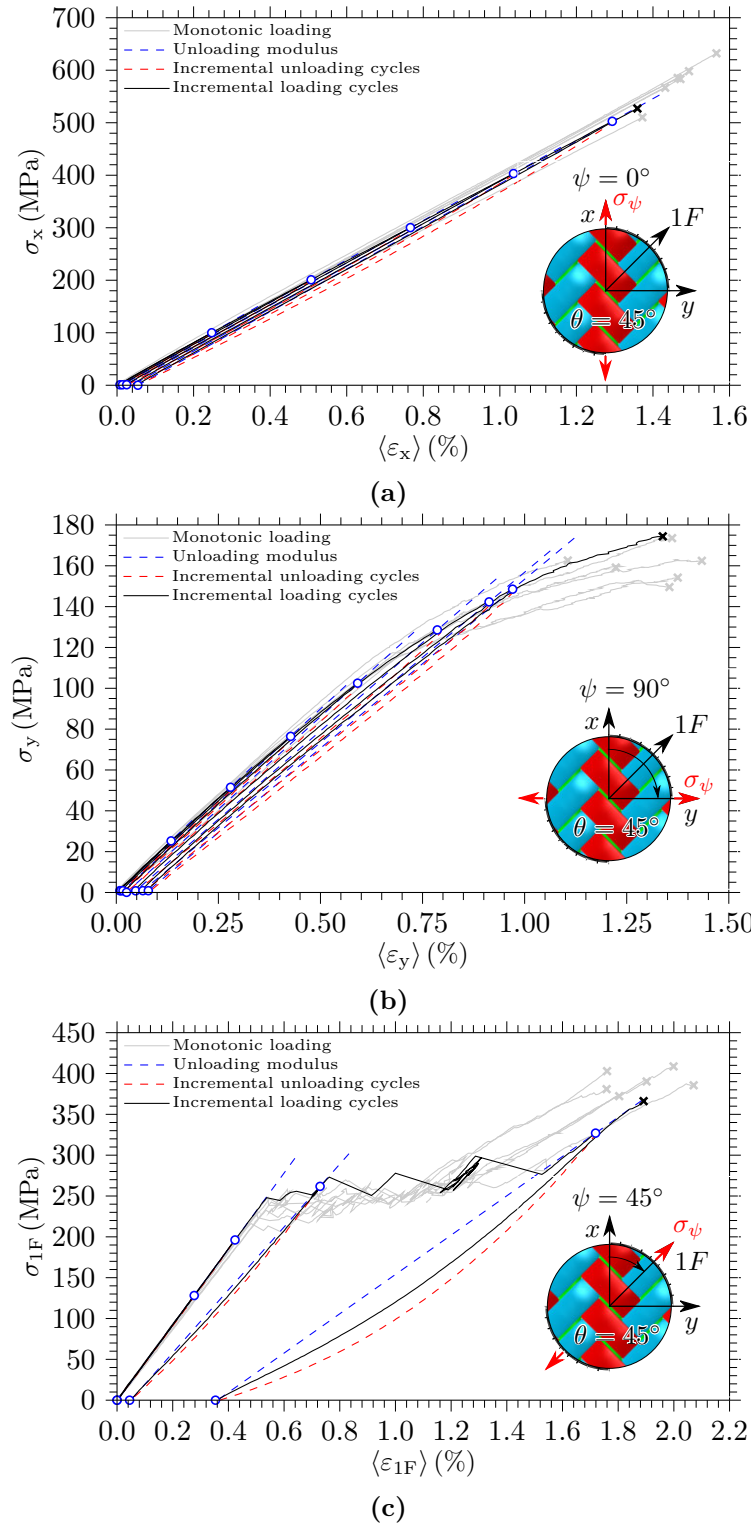 700
600
500
400
300
200
100
0
σx (MPa)
Monotonic loading
Unloading modulus
Incremental unloading cycles
Incremental loading cycles
ψ = 0°
x σψ
1F
y
θ = 45°
0.0 0.2 0.4 0.6 0.8 1.0 1.2 1.4 1.6
⟨εx⟩ (%)
(a)
180
160
140
120
100
80
60
40
20
0
σy (MPa)
Monotonic loading
Unloading modulus
Incremental unloading cycles
Incremental loading cycles
ψ = 90°
x
1F
σψ
y
θ = 45°
0.00 0.25 0.50 0.75 1.00 1.25 1.50
⟨εy⟩ (%)
(b)
450
400
350
300
250
200
150
100
50
0
σ1F (MPa)
Monotonic loading
Unloading modulus
Incremental unloading cycles
Incremental loading cycles
ψ = 45°
x σψ
1F
y
θ = 45°
0.0 0.2 0.4 0.6 0.8 1.0 1.2 1.4 1.6 1.8 2.0 2.2
⟨ε1F⟩ (%)
(c)